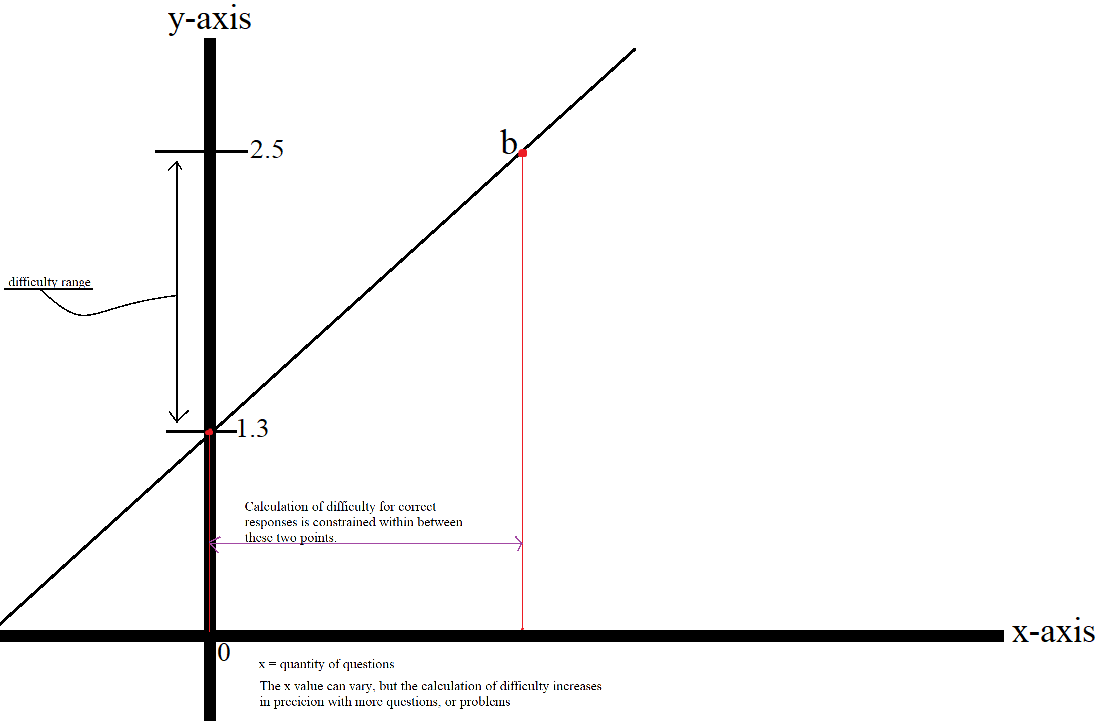 y-axis
2.5
b
difficulty range
1.3
Calculation of difficulty for correct
responses is constrained within between
these two points.
x-axis
0
x = quantity of questions
The x value can vary, but the calculation of difficulty increases
in precicion with more questions, or problems